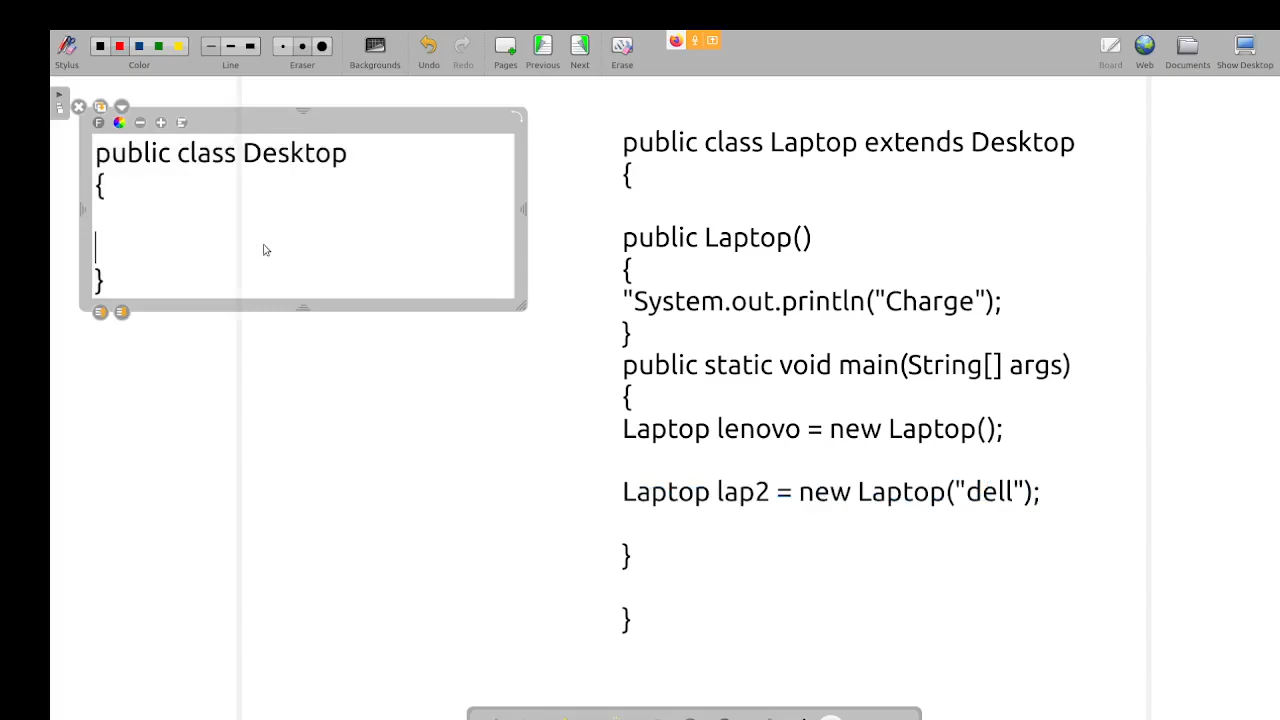 Stylus
Color
Line
Eraser
Backgrounds
Undo
Redo
Pages
Previous
Next
Erase
Board
Web
Documents
Show Desktop
public class Desktop
{
}
public class Laptop extends Desktop
{
public Laptop()
{
"System.out.println("Charge");
}
public static void main(String[] args)
{
Laptop lenovo = new Laptop();
Laptop lap2 = new Laptop("dell");
}
}